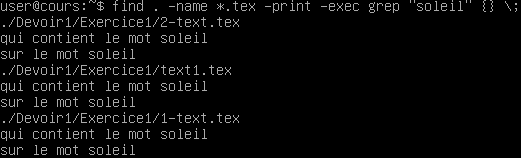 user@cours:~$ find . -name *.tex -print -exec grep "soleil" {} \;
./Devoir1/Exercice1/2-text.tex
qui contient le mot soleil
sur le mot soleil
./Devoir1/Exercice1/text1.tex
qui contient le mot soleil
sur le mot soleil
./Devoir1/Exercice1/1-text.tex
qui contient le mot soleil
sur le mot soleil